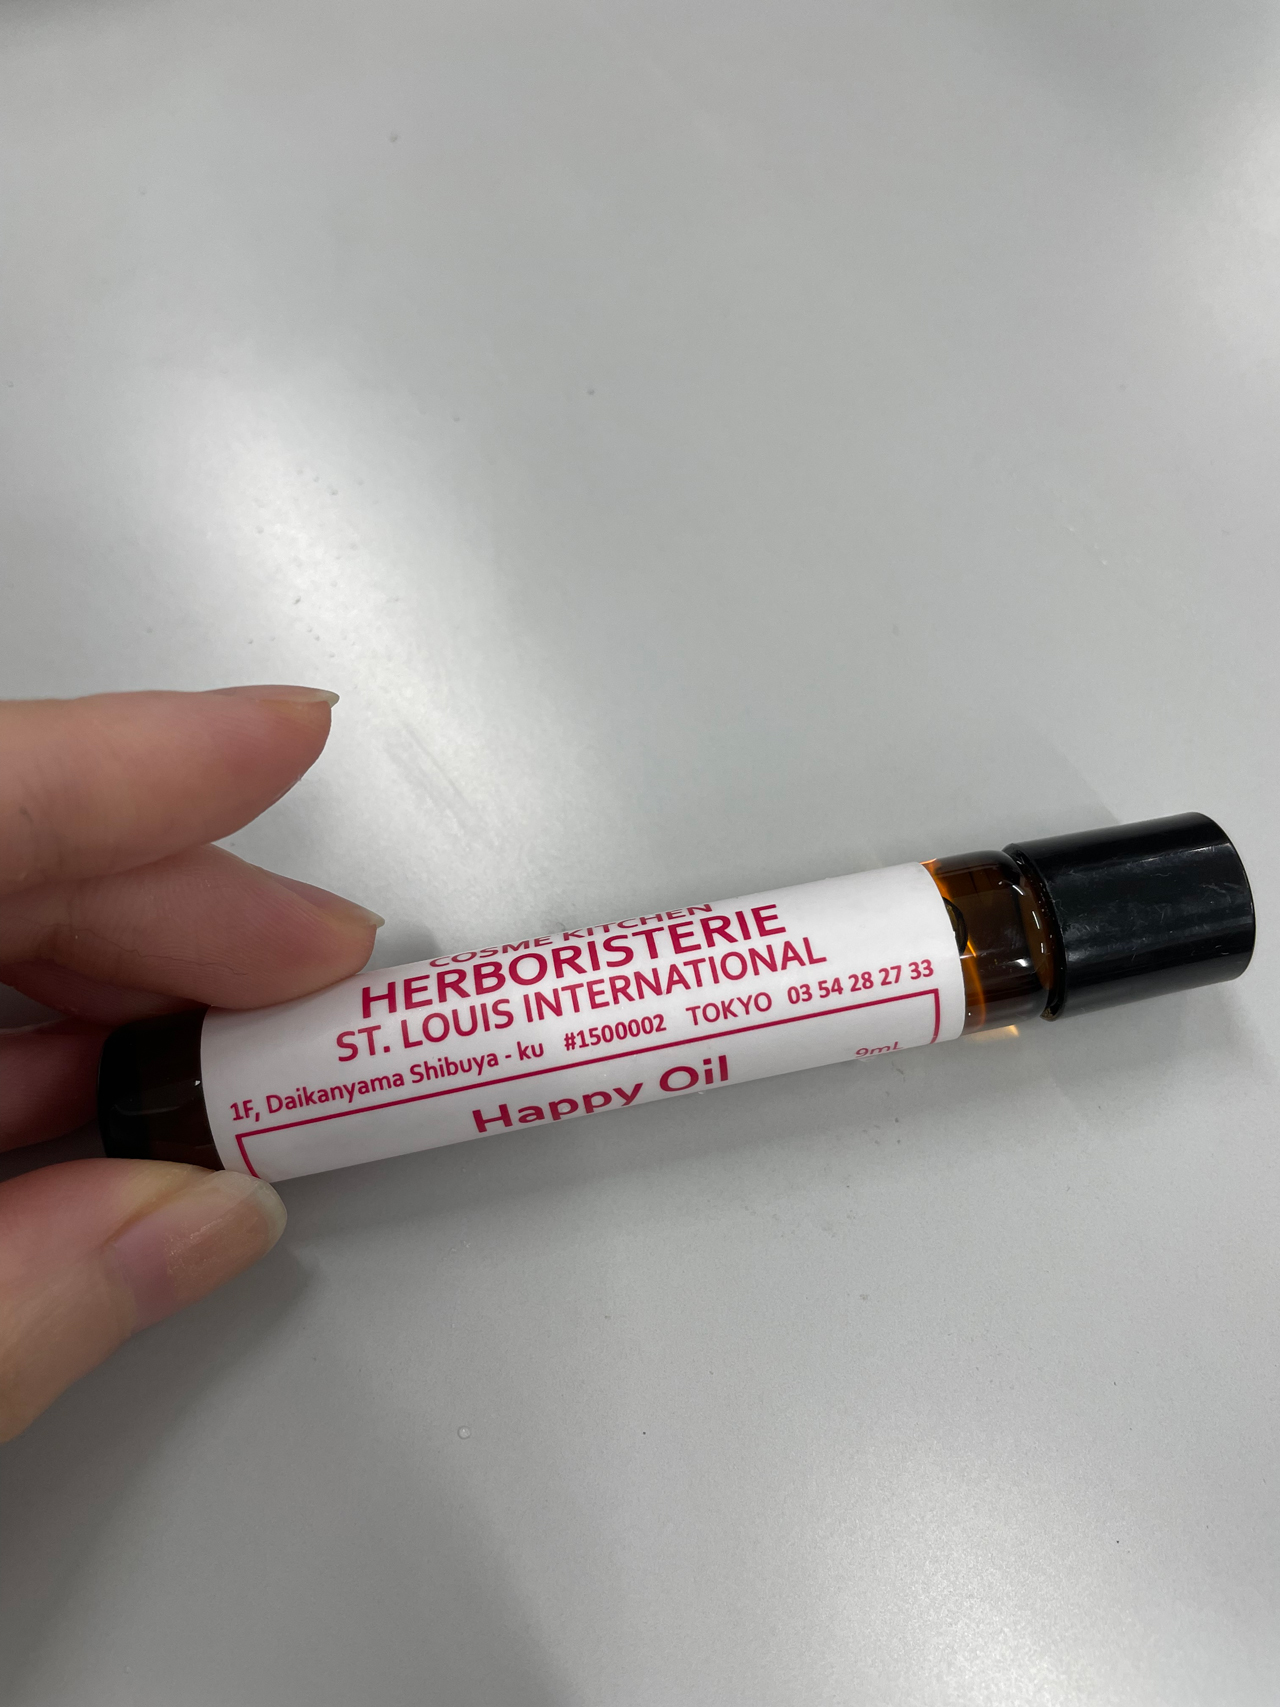 COSME KITCHEN
HERBORISTERIE
ST. LOUIS INTERNATIONAL
1F, Daikanyama Shibuya - ku #1500002 TOKYO 03 54 28 27 33
Happy Oil
9mL